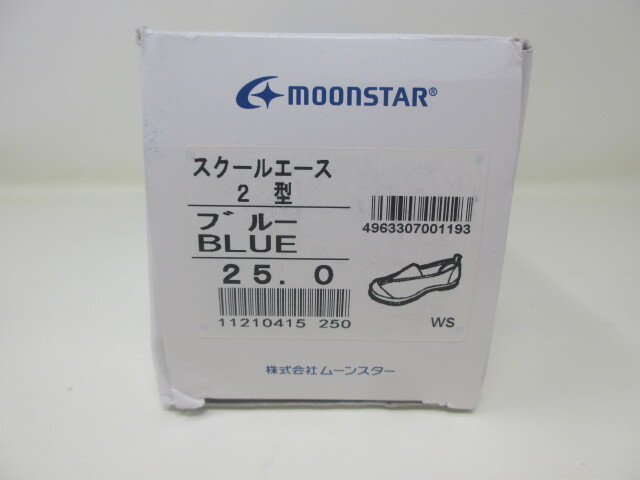 MOONSTAR®
スクールエース
2 型
ブルー
BLUE
25.0
11210415 250
4963307001193
WS
株式会社ムーンスター